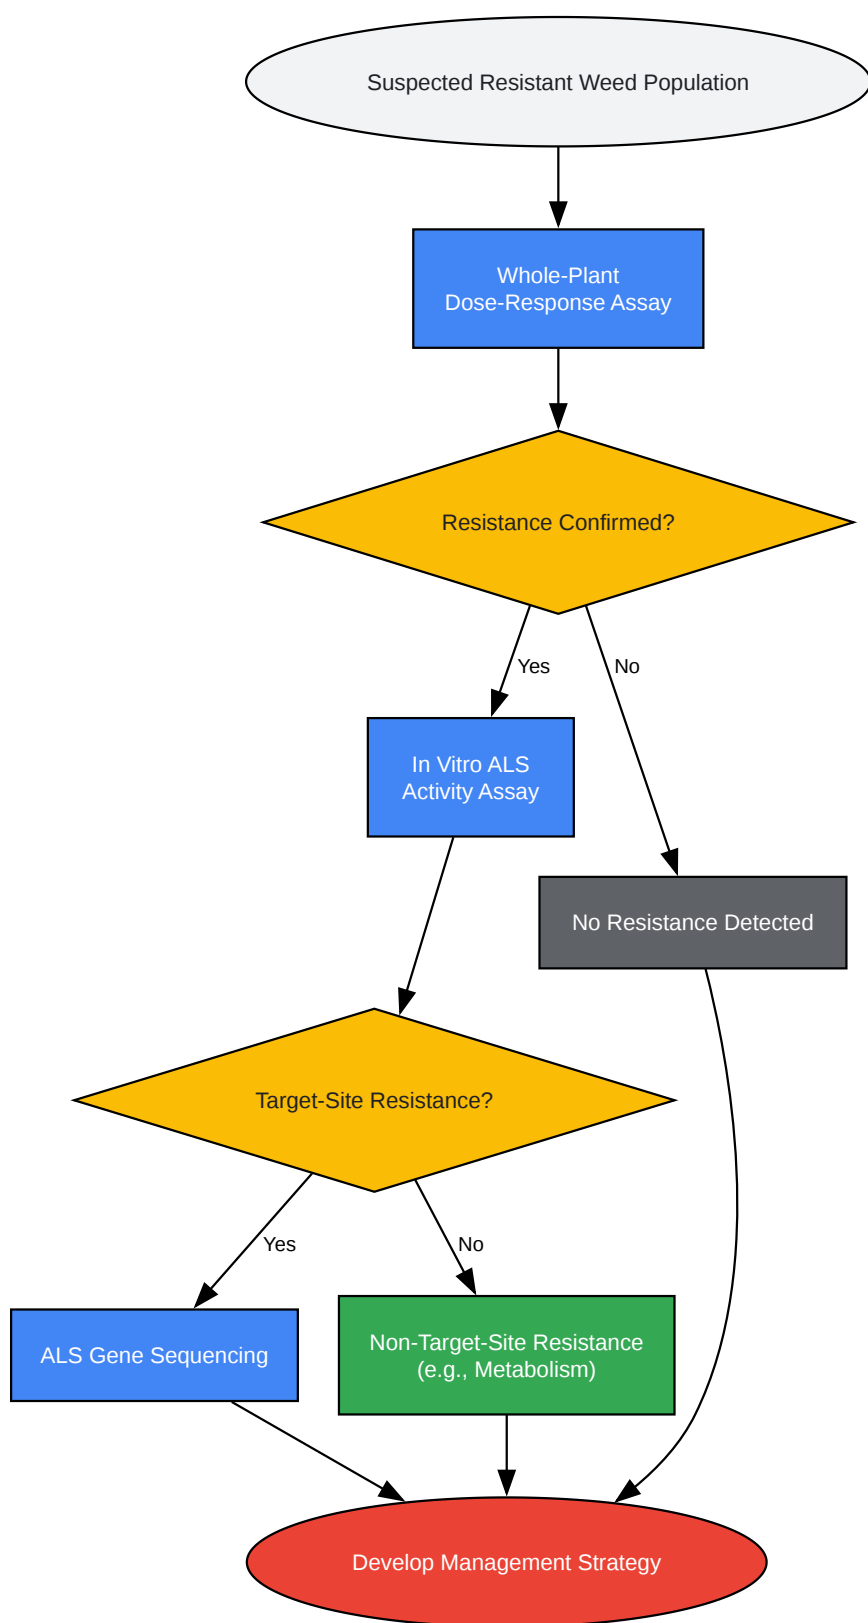 Suspected Resistant Weed Population
Whole-Plant
Dose-Response Assay
Resistance Confirmed?
Yes
No
In Vitro ALS
Activity Assay
No Resistance Detected
Target-Site Resistance?
Yes
No
ALS Gene Sequencing
Non-Target-Site Resistance
(e.g., Metabolism)
Develop Management Strategy